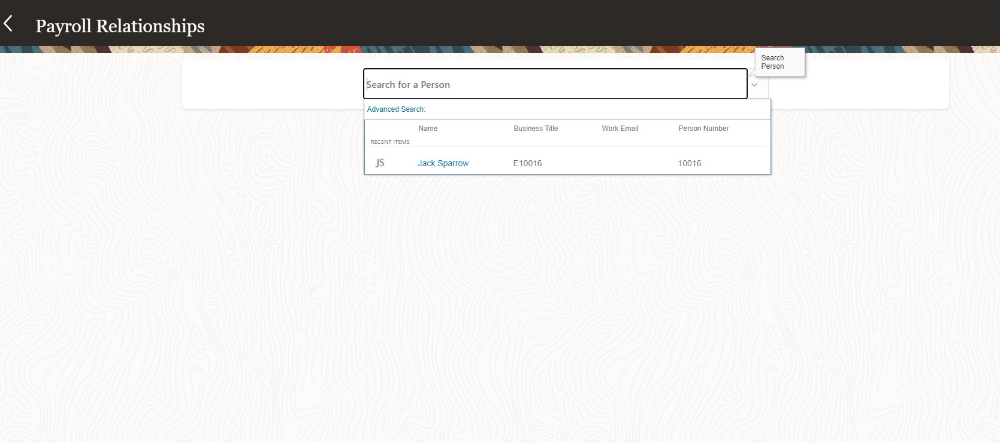 Payroll Relationships
Search
Person
Search for a Person
Advanced Search:
Name Business Title Work Email Person Number
RECENT ITEMS
JS Jack Sparrow E10016 10016